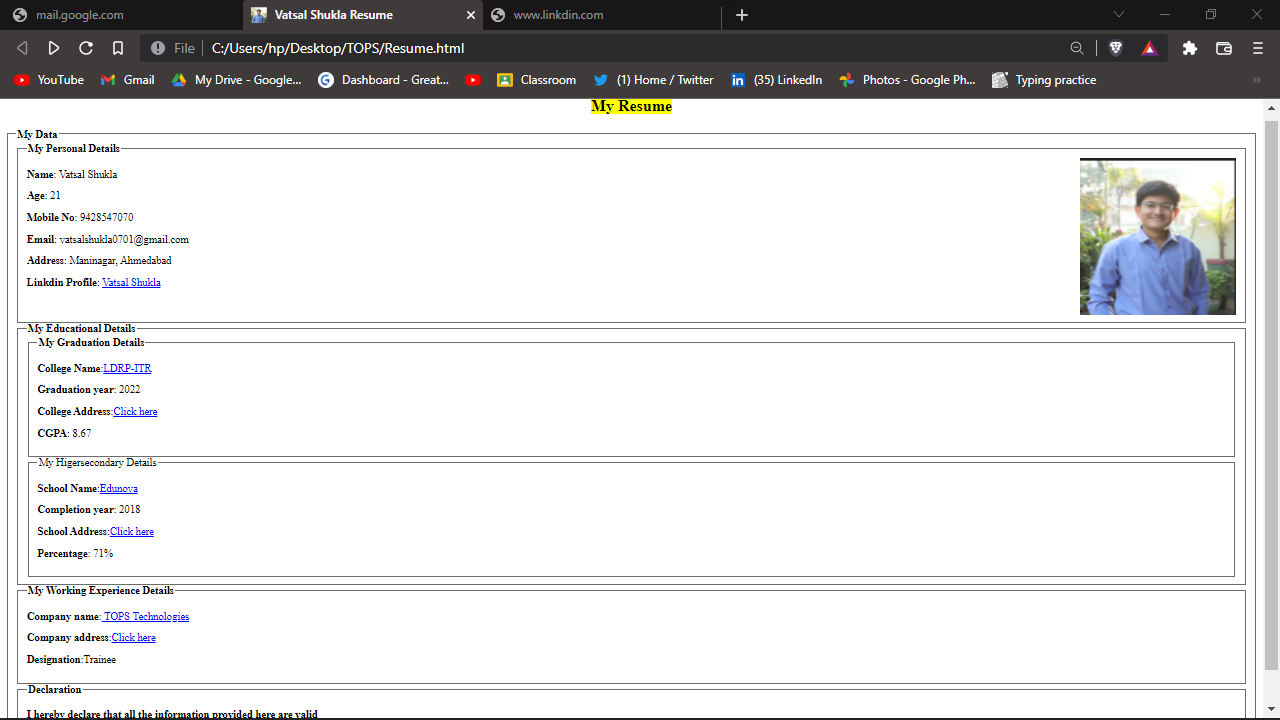 mail.google.com
Vatsal Shukla Resume
www.linkdin.com
File
C:/Users/hp/Desktop/TOPS/Resume.html
YouTube
Gmail
My Drive - Google...
Dashboard - Great...
Classroom
(1) Home / Twitter
(35) LinkedIn
Photos - Google Ph...
Typing practice
My Resume
My Data
My Personal Details
Name: Vatsal Shukla
Age: 21
Mobile No: 9428547070
Email: vatsalshukla0701@gmail.com
Address: Maninagar, Ahmedabad
Linkdin Profile: Vatsal Shukla
My Educational Details
My Graduation Details
College Name:LDRP-ITR
Graduation year: 2022
College Address:Click here
CGPA: 8.67
My Higersecondary Details
School Name:Edunova
Completion year: 2018
School Address:Click here
Percentage: 71%
My Working Experience Details
Company name: TOPS Technologies
Company address:Click here
Designation:Trainee
Declaration
I hereby declare that all the information provided here are valid